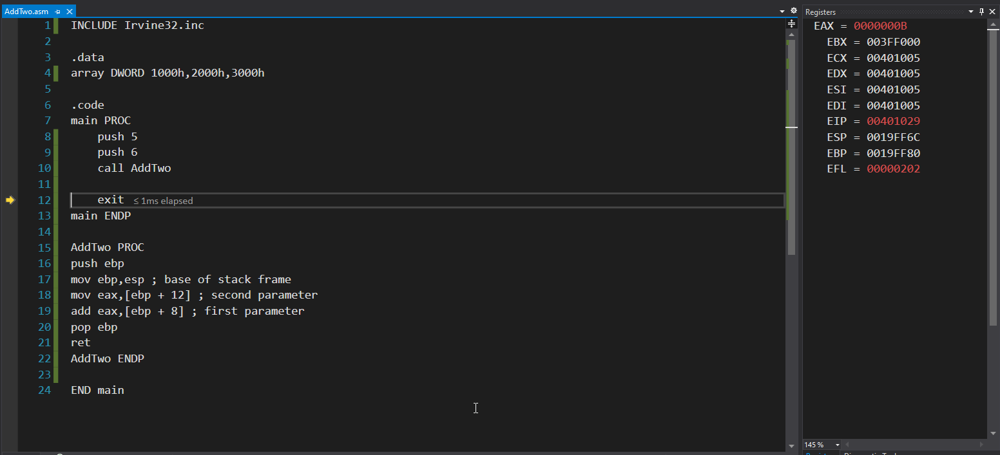 AddTwo.asm
1 INCLUDE Irvine32.inc
2
3 .data
4 array DWORD 1000h,2000h,3000h
5
6 .code
7 main PROC
8 push 5
9 push 6
10 call AddTwo
11
12 exit ≤ 1ms elapsed
13 main ENDP
14
15 AddTwo PROC
16 push ebp
17 mov ebp,esp ; base of stack frame
18 mov eax,[ebp + 12] ; second parameter
19 add eax,[ebp + 8] ; first parameter
20 pop ebp
21 ret
22 AddTwo ENDP
23
24 END main
Registers
EAX = 0000000B
EBX = 003FF000
ECX = 00401005
EDX = 00401005
ESI = 00401005
EDI = 00401005
EIP = 00401029
ESP = 0019FF6C
EBP = 0019FF80
EFL = 00000202
145 %